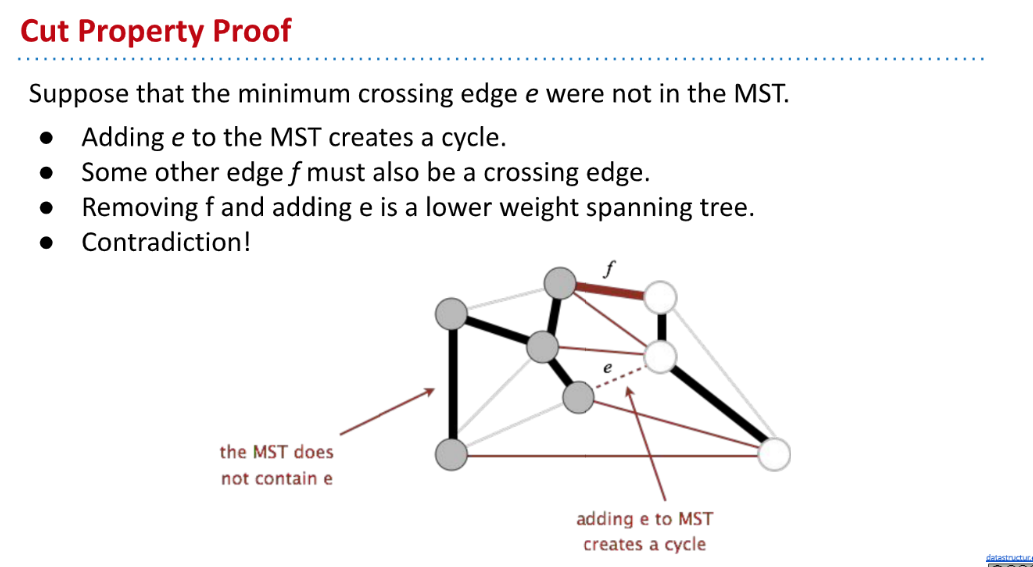 Cut Property Proof
Suppose that the minimum crossing edge e were not in the MST.
● Adding e to the MST creates a cycle.
● Some other edge f must also be a crossing edge.
● Removing f and adding e is a lower weight spanning tree.
● Contradiction!
f
e
the MST does
not contain e
adding e to MST
creates a cycle
datastructur.e